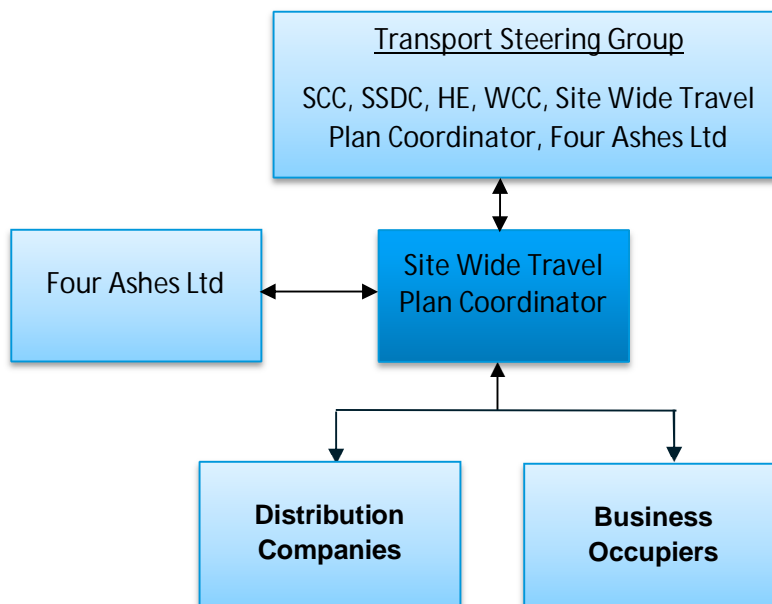 Transport Steering Group
SCC, SSDC, HE, WCC, Site Wide Travel
Plan Coordinator, Four Ashes Ltd
Four Ashes Ltd
Site Wide Travel
Plan Coordinator
Distribution
Companies
Business
Occupiers